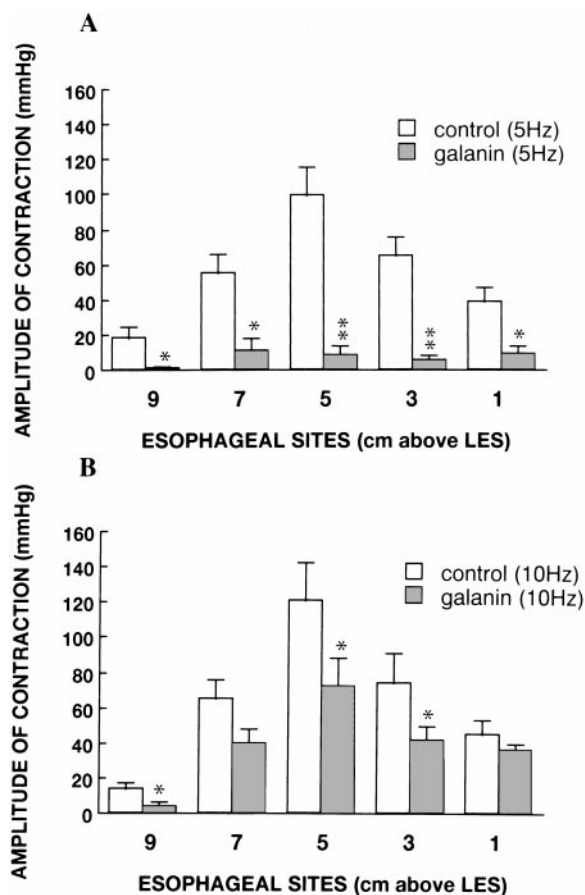 A
AMPLITUDE OF CONTRACTION (mmHg)
160
140
120
100
80
60
40
20
0
control (5Hz)
galanin (5Hz)
*
*
**
**
*
9 7 5 3 1
ESOPHAGEAL SITES (cm above LES)
B
AMPLITUDE OF CONTRACTION (mmHg)
160
140
120
100
80
60
40
20
0
control (10Hz)
galanin (10Hz)
*
*
*
9 7 5 3 1
ESOPHAGEAL SITES (cm above LES)